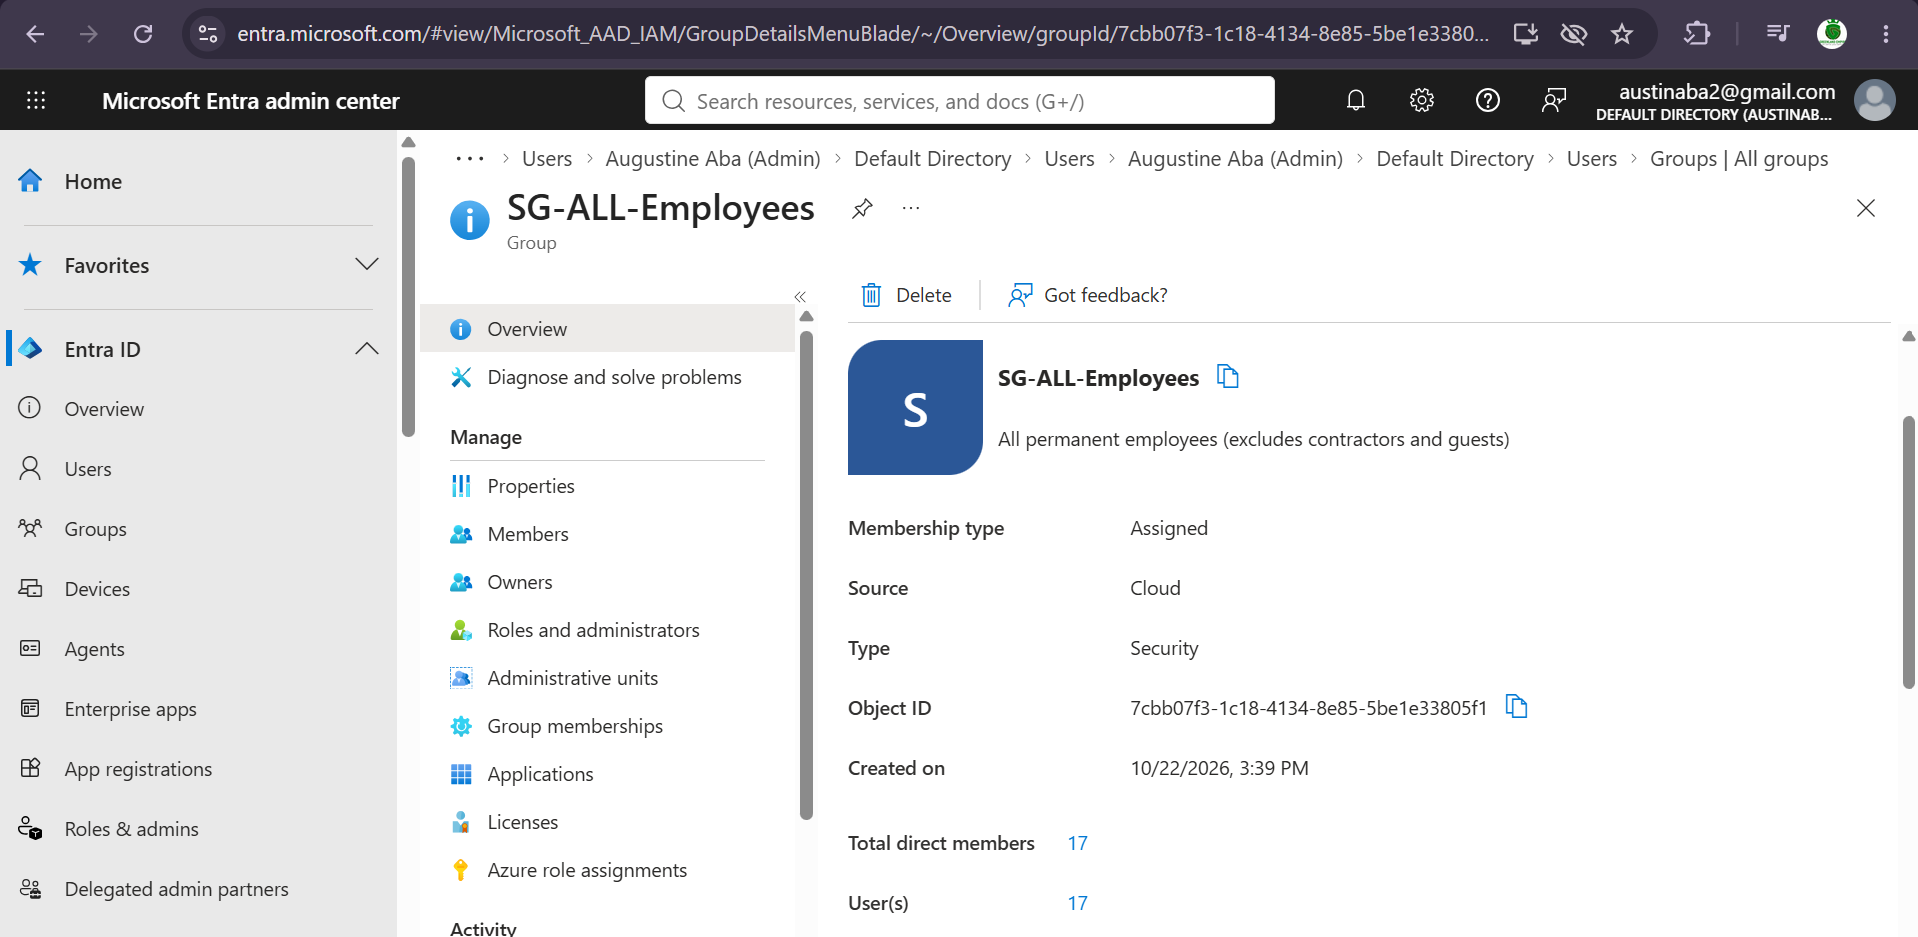 entra.microsoft.com/#view/Microsoft_AAD_IAM/GroupDetailsMenuBlade/~/Overview/groupId/7cbb07f3-1c18-4134-8e85-5be1e3380...
Microsoft Entra admin center
Search resources, services, and docs (G+/)
austinaba2@gmail.com
DEFAULT DIRECTORY (AUSTINAB...
Home
Favorites
Entra ID
Overview
Users
Groups
Devices
Agents
Enterprise apps
App registrations
Roles & admins
Delegated admin partners
··· > Users > Augustine Aba (Admin) > Default Directory > Users > Augustine Aba (Admin) > Default Directory > Users > Groups | All groups
SG-ALL-Employees
Group
Overview
Diagnose and solve problems
Manage
Properties
Members
Owners
Roles and administrators
Administrative units
Group memberships
Applications
Licenses
Azure role assignments
Activity
Delete
Got feedback?
S
SG-ALL-Employees
All permanent employees (excludes contractors and guests)
Membership type Assigned
Source Cloud
Type Security
Object ID 7cbb07f3-1c18-4134-8e85-5be1e33805f1
Created on 10/22/2026, 3:39 PM
Total direct members 17
User(s) 17